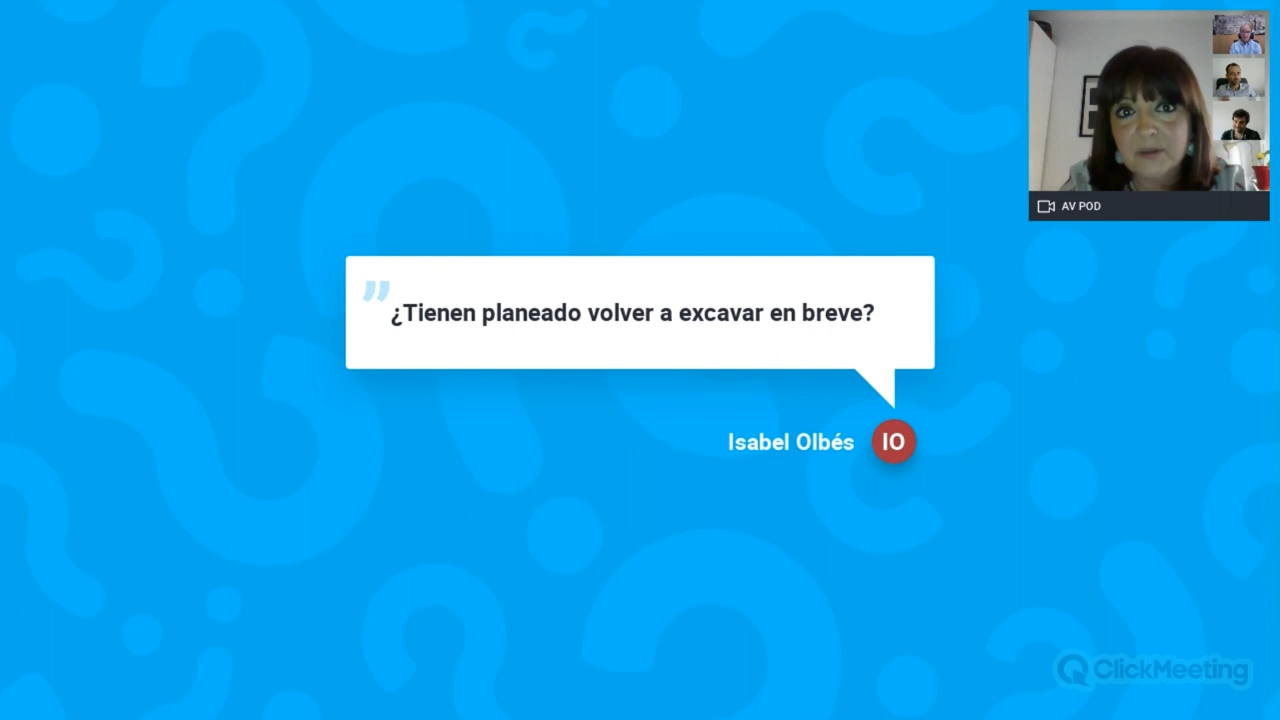 AV POD
¿Tienen planeado volver a excavar en breve?
Isabel Olbés
IO
ClickMeeting